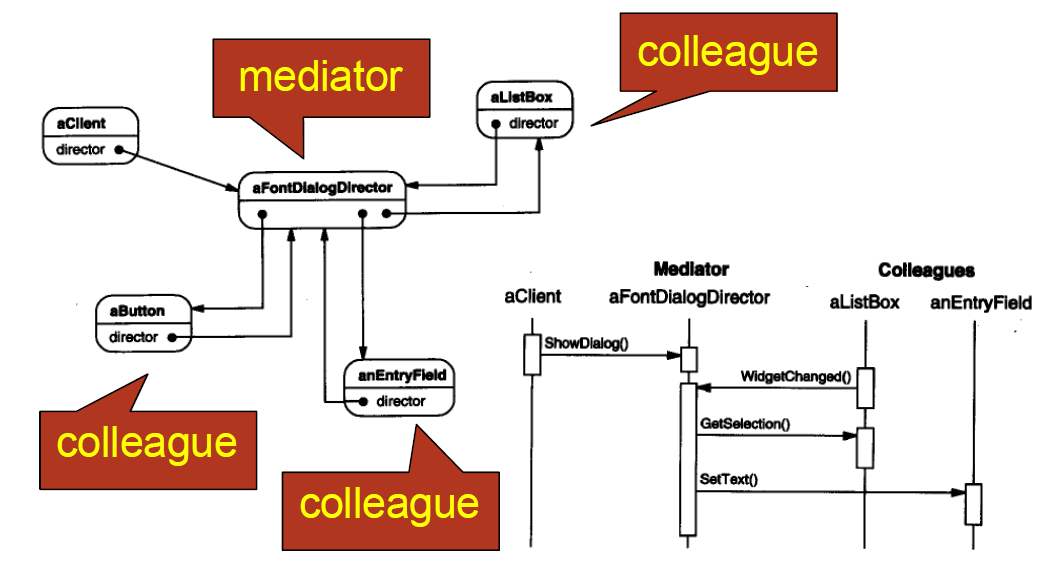 mediator
colleague
aClient
director
aListBox
director
aFontDialogDirector
aButton
director
anEntryField
director
colleague
colleague
Mediator
Colleagues
aClient
aFontDialogDirector
aListBox
anEntryField
ShowDialog()
WidgetChanged()
GetSelection()
SetText()